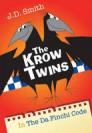 J.D. Smith
THE
KROW
TWINS
In The Da Finchi Code